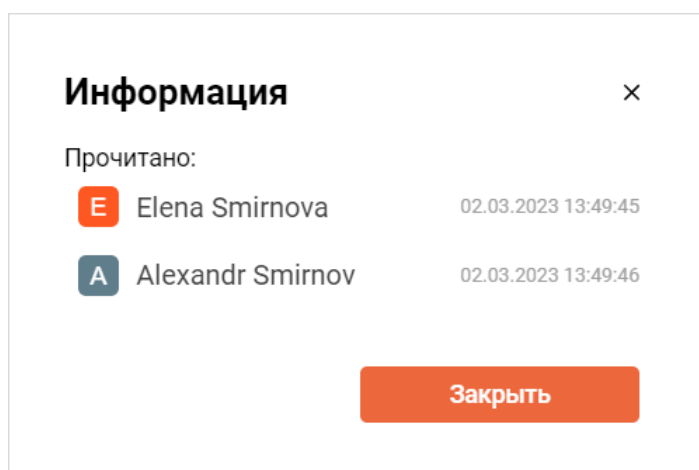 Информация
Прочитано:
E Elena Smirnova 02.03.2023 13:49:45
A Alexandr Smirnov 02.03.2023 13:49:46
Закрыть